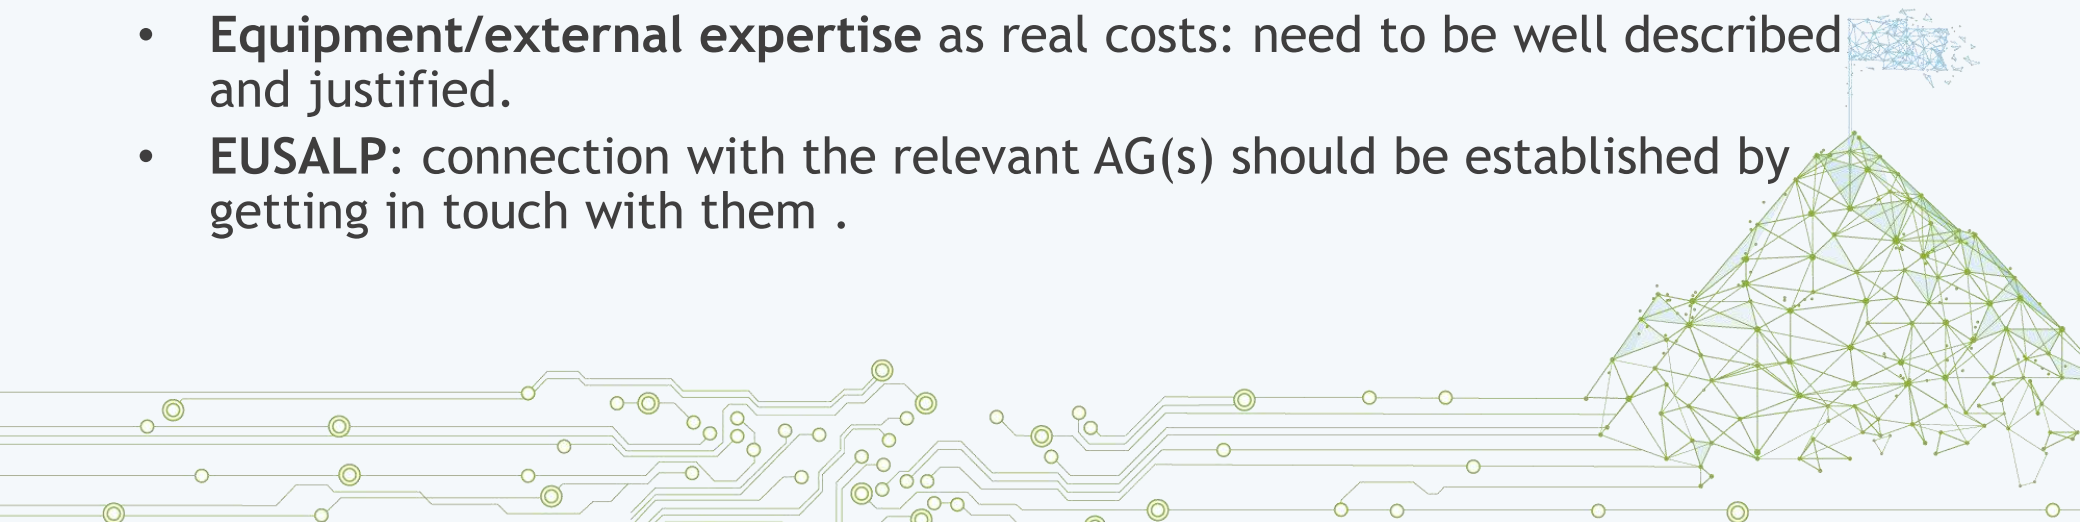 • Equipment/external expertise as real costs: need to be well described
and justified.
• EUSALP: connection with the relevant AG(s) should be established by
getting in touch with them .